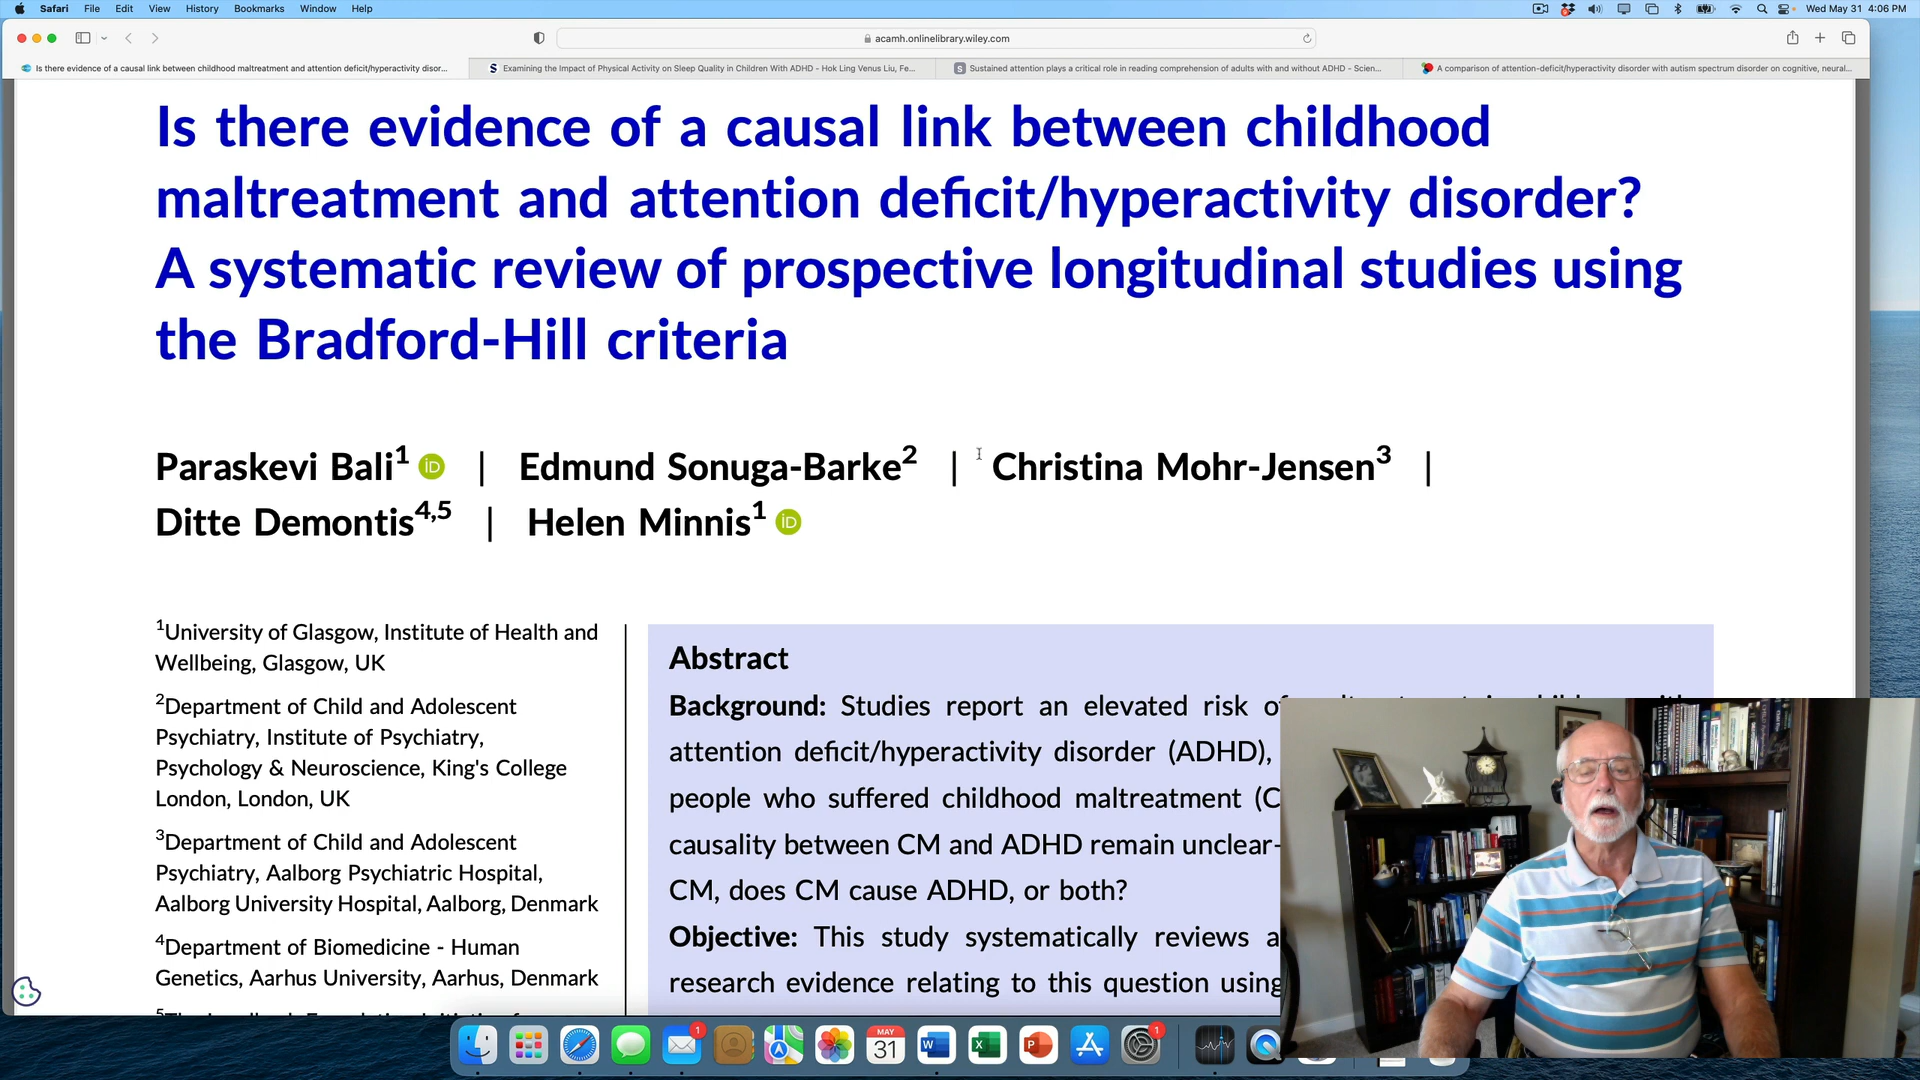 Safari File Edit View History Bookmarks Window Help Wed May 31 4:06 PM
acamh.onlinelibrary.wiley.com
Is there evidence of a causal link between childhood maltreatment and attention deficit/hyperactivity disor...
Examining the Impact of Physical Activity on Sleep Quality in Children With ADHD - Hok Ling Venus Liu, Fe...
Sustained attention plays a critical role in reading comprehension of adults with and without ADHD - Scien...
A comparison of attention-deficit/hyperactivity disorder with autism spectrum disorder on cognitive, neural...
Is there evidence of a causal link between childhood
maltreatment and attention deficit/hyperactivity disorder?
A systematic review of prospective longitudinal studies using
the Bradford-Hill criteria
Paraskevi Bali1 iD | Edmund Sonuga-Barke2 | Christina Mohr-Jensen3 |
Ditte Demontis4,5 | Helen Minnis1 iD
1University of Glasgow, Institute of Health and
Wellbeing, Glasgow, UK
2Department of Child and Adolescent
Psychiatry, Institute of Psychiatry,
Psychology & Neuroscience, King's College
London, London, UK
3Department of Child and Adolescent
Psychiatry, Aalborg Psychiatric Hospital,
Aalborg University Hospital, Aalborg, Denmark
4Department of Biomedicine - Human
Genetics, Aarhus University, Aarhus, Denmark
Abstract
Background: Studies report an elevated risk of
attention deficit/hyperactivity disorder (ADHD),
people who suffered childhood maltreatment (C
causality between CM and ADHD remain unclear-
CM, does CM cause ADHD, or both?
Objective: This study systematically reviews a
research evidence relating to this question using
1 MAY 31 W X P 1